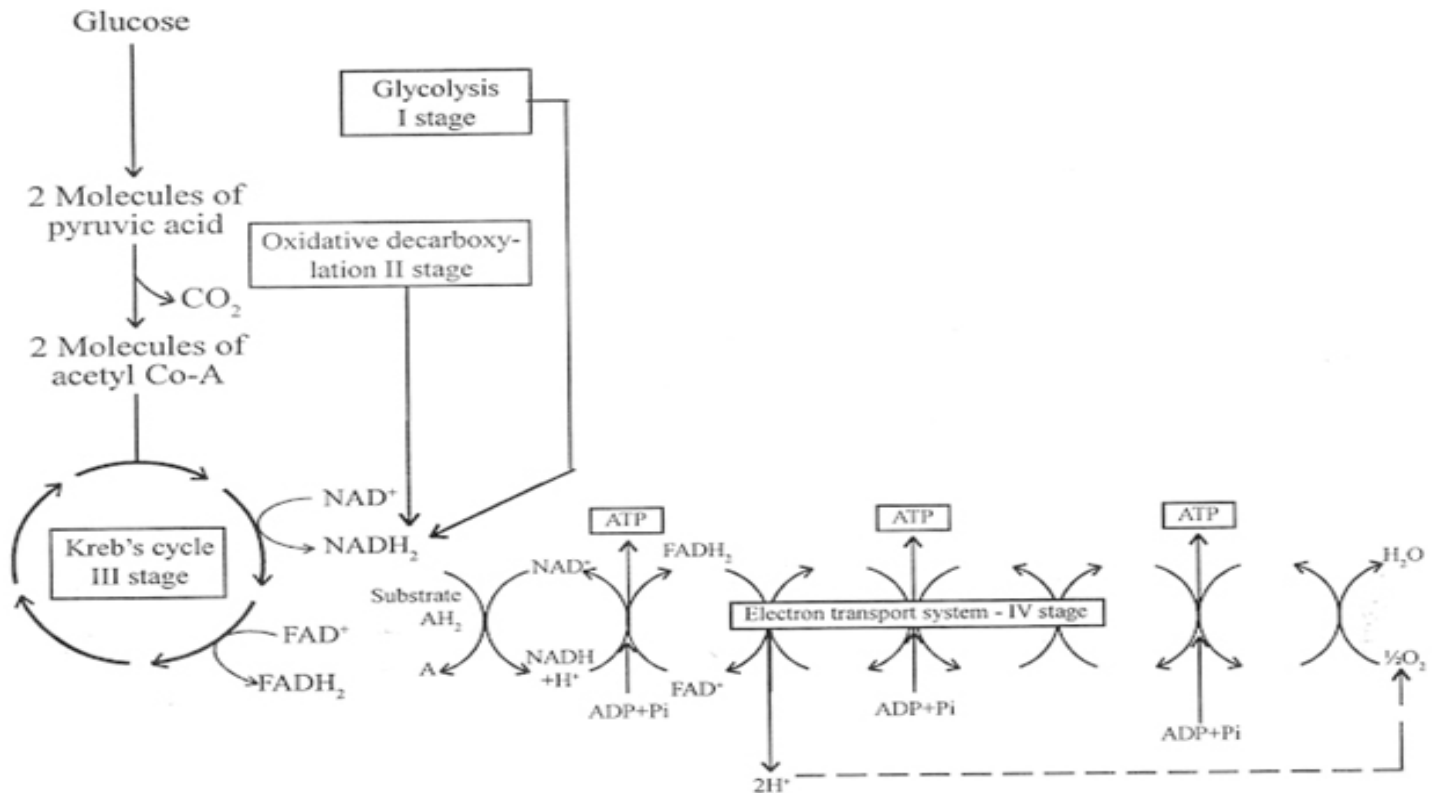 Glucose
Glycolysis
I stage
2 Molecules of
pyruvic acid
Oxidative decarboxy-
lation II stage
CO₂
2 Molecules of
acetyl Co-A
NAD⁺
NADH₂
Kreb's cycle
III stage
FAD⁺
FADH₂
ATP
ATP
ATP
NAD⁺
FADH₂
H₂O
Substrate
AH₂
Electron transport system - IV stage
A
NADH
+H⁺
FAD⁺
½O₂
ADP+Pi
ADP+Pi
ADP+Pi
2H⁺